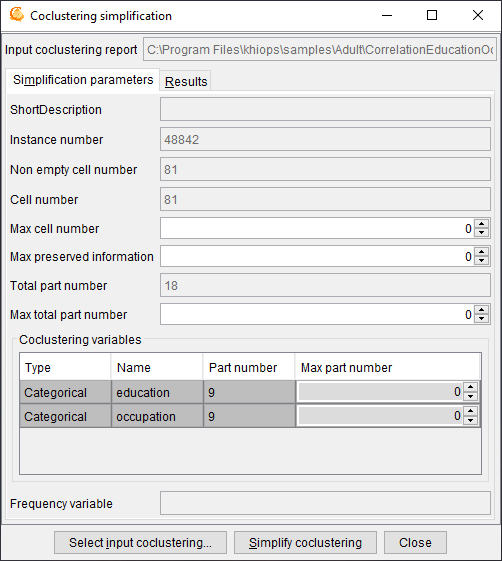 Coclustering simplification
Input coclustering report C:\Program Files\khiops\samples\Adult\CorrelationEducationOc
Simplification parameters Results
ShortDescription
Instance number 48842
Non empty cell number 81
Cell number 81
Max cell number 0
Max preserved information 0
Total part number 18
Max total part number 0
Coclustering variables
Type Name Part number Max part number
Categorical education 9 0
Categorical occupation 9 0
Frequency variable
Select input coclustering... Simplify coclustering Close